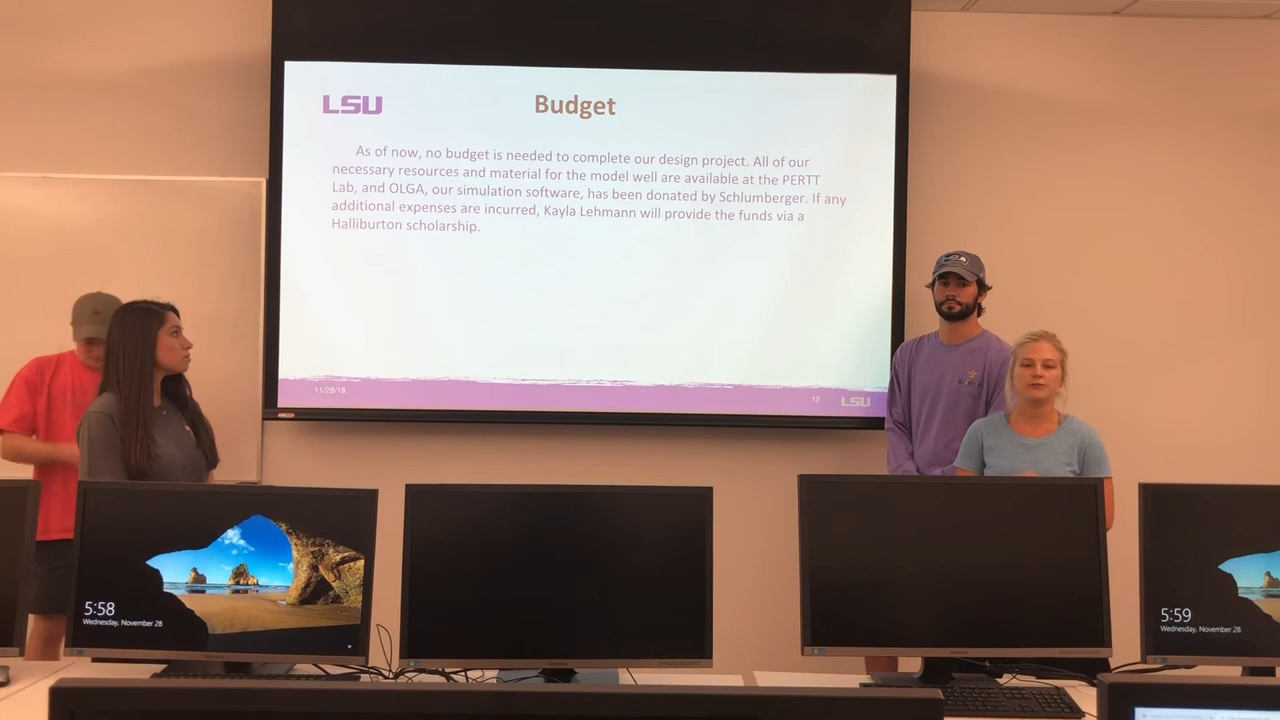 LSU
Budget
As of now, no budget is needed to complete our design project. All of our
necessary resources and material for the model well are available at the PERTT
Lab, and OLGA, our simulation software, has been donated by Schlumberger. If any
additional expenses are incurred, Kayla Lehmann will provide the funds via a
Halliburton scholarship.
11/28/18
12
LSU
5:58
Wednesday, November 28
5:59
Wednesday, November 28